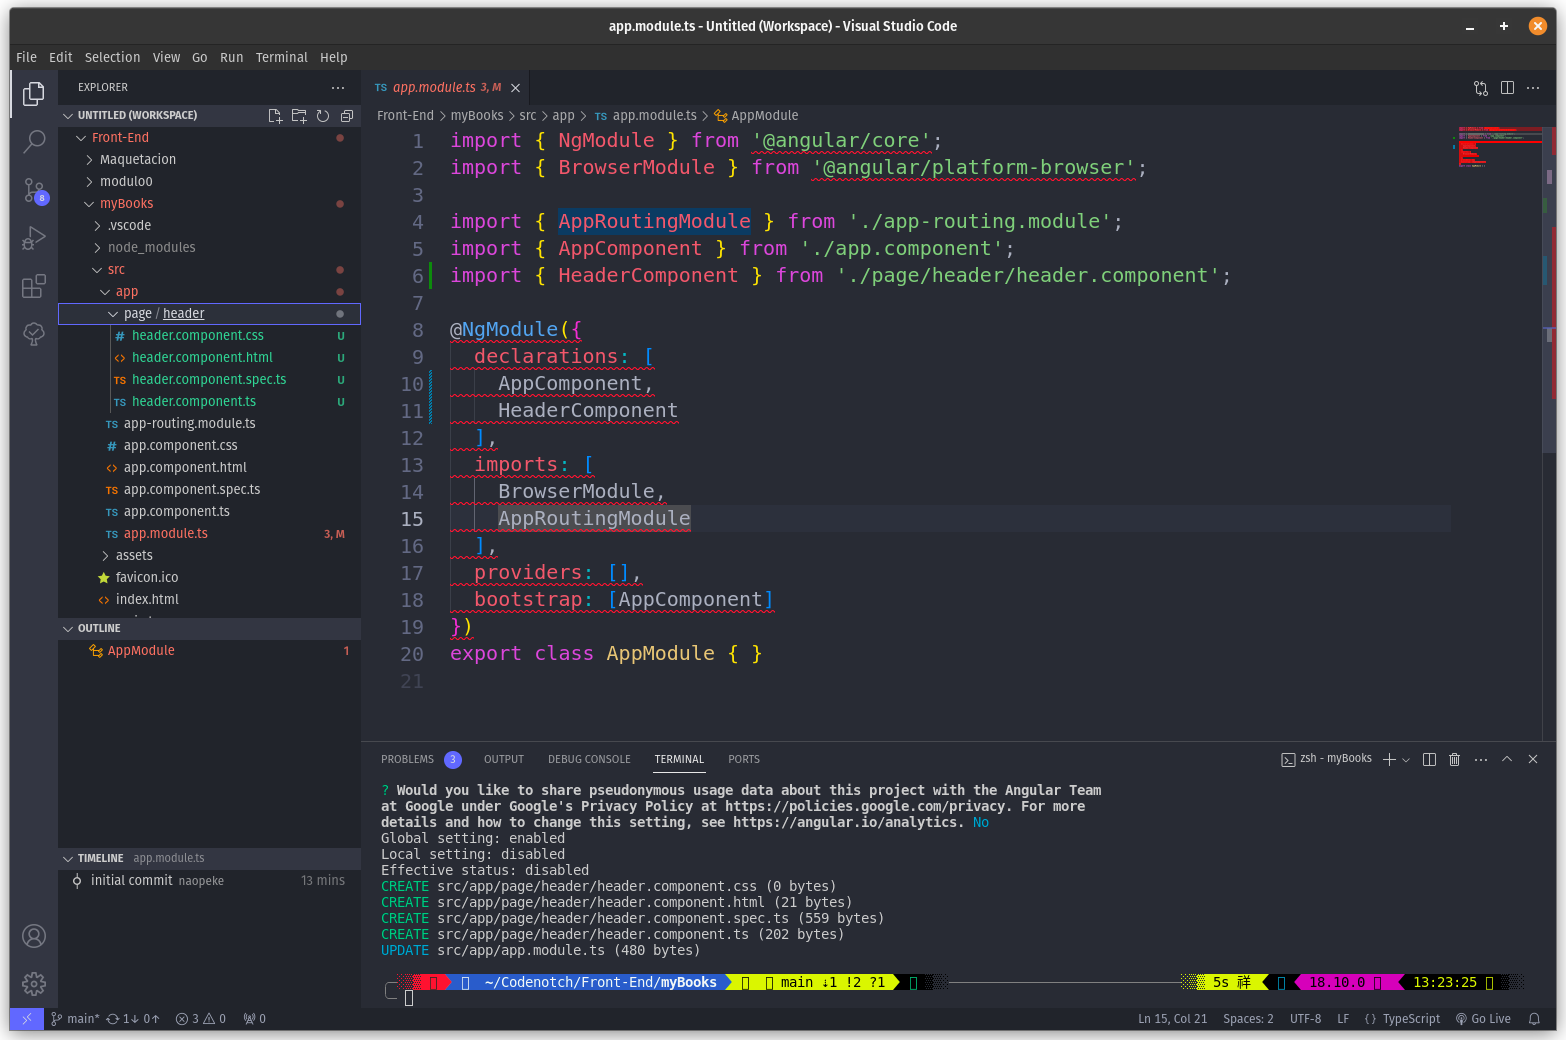 app.module.ts - Untitled (Workspace) - Visual Studio Code
File Edit Selection View Go Run Terminal Help
EXPLORER
UNTITLED (WORKSPACE)
Front-End
Maquetacion
modulo0
myBooks
.vscode
node_modules
src
app
page / header
# header.component.css U
<> header.component.html U
TS header.component.spec.ts U
TS header.component.ts U
TS app-routing.module.ts
# app.component.css
<> app.component.html
TS app.component.spec.ts
TS app.component.ts
TS app.module.ts 3, M
assets
favicon.ico
<> index.html
OUTLINE
AppModule 1
TIMELINE app.module.ts
initial commit naopeke 13 mins
8
TS app.module.ts 3, M
Front-End > myBooks > src > app > TS app.module.ts > AppModule
1 import { NgModule } from '@angular/core';
2 import { BrowserModule } from '@angular/platform-browser';
3
4 import { AppRoutingModule } from './app-routing.module';
5 import { AppComponent } from './app.component';
6 import { HeaderComponent } from './page/header/header.component';
7
8 @NgModule({
9   declarations: [
10     AppComponent,
11     HeaderComponent
12   ],
13   imports: [
14     BrowserModule,
15     AppRoutingModule
16   ],
17   providers: [],
18   bootstrap: [AppComponent]
19 })
20 export class AppModule { }
21
PROBLEMS 3 OUTPUT DEBUG CONSOLE TERMINAL PORTS zsh - myBooks
? Would you like to share pseudonymous usage data about this project with the Angular Team
at Google under Google's Privacy Policy at https://policies.google.com/privacy. For more
details and how to change this setting, see https://angular.io/analytics. No
Global setting: enabled
Local setting: disabled
Effective status: disabled
CREATE src/app/page/header/header.component.css (0 bytes)
CREATE src/app/page/header/header.component.html (21 bytes)
CREATE src/app/page/header/header.component.spec.ts (559 bytes)
CREATE src/app/page/header/header.component.ts (202 bytes)
UPDATE src/app/app.module.ts (480 bytes)
~/Codenotch/Front-End/myBooks main ↓1 !2 ?1 5s 祥 18.10.0 13:23:25
main* 1↓ 0↑ 3 0 0 Ln 15, Col 21 Spaces: 2 UTF-8 LF {} TypeScript Go Live